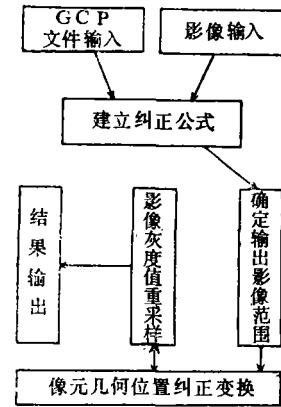 GCP
文件输入
影像输入
建立纠正公式
结果输出
影像灰度值重采样
确定输出影像范围
像元几何位置纠正变换